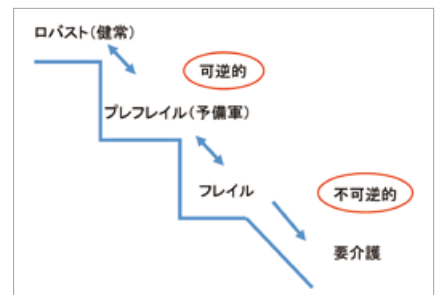 ロバスト(健常)
可逆的
プレフレイル(予備軍)
フレイル
不可逆的
要介護